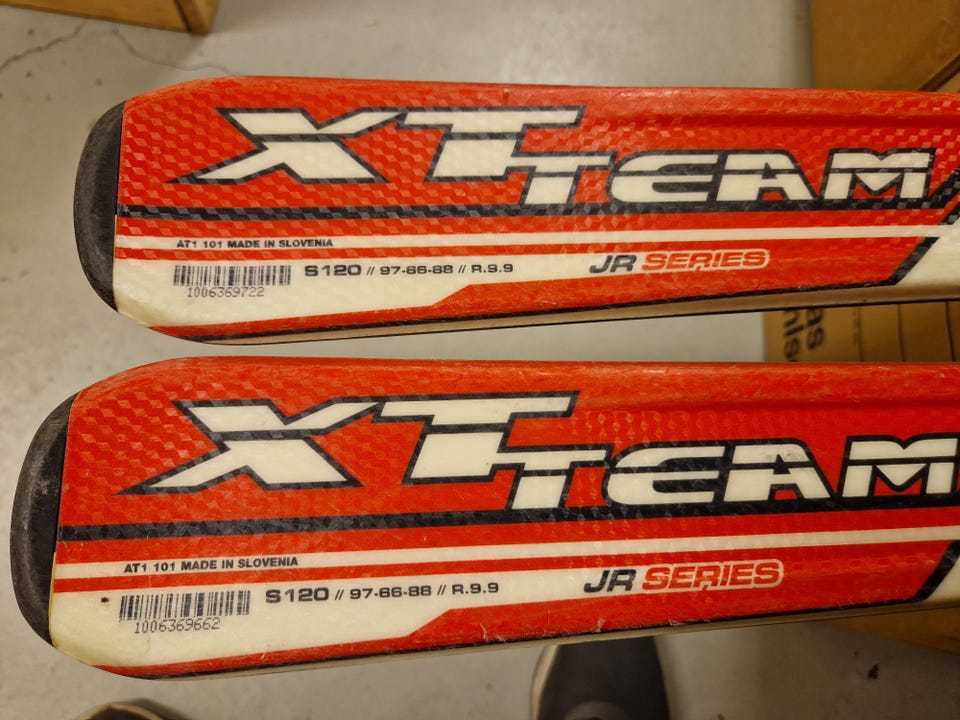 XT TEAM
AT1 101 MADE IN SLOVENIA
S120 // 97-66-88 // R.9.9
JR SERIES
1006369722
XT TEAM
AT1 101 MADE IN SLOVENIA
S120 // 97-66-88 // R.9.9
JR SERIES
1006369662